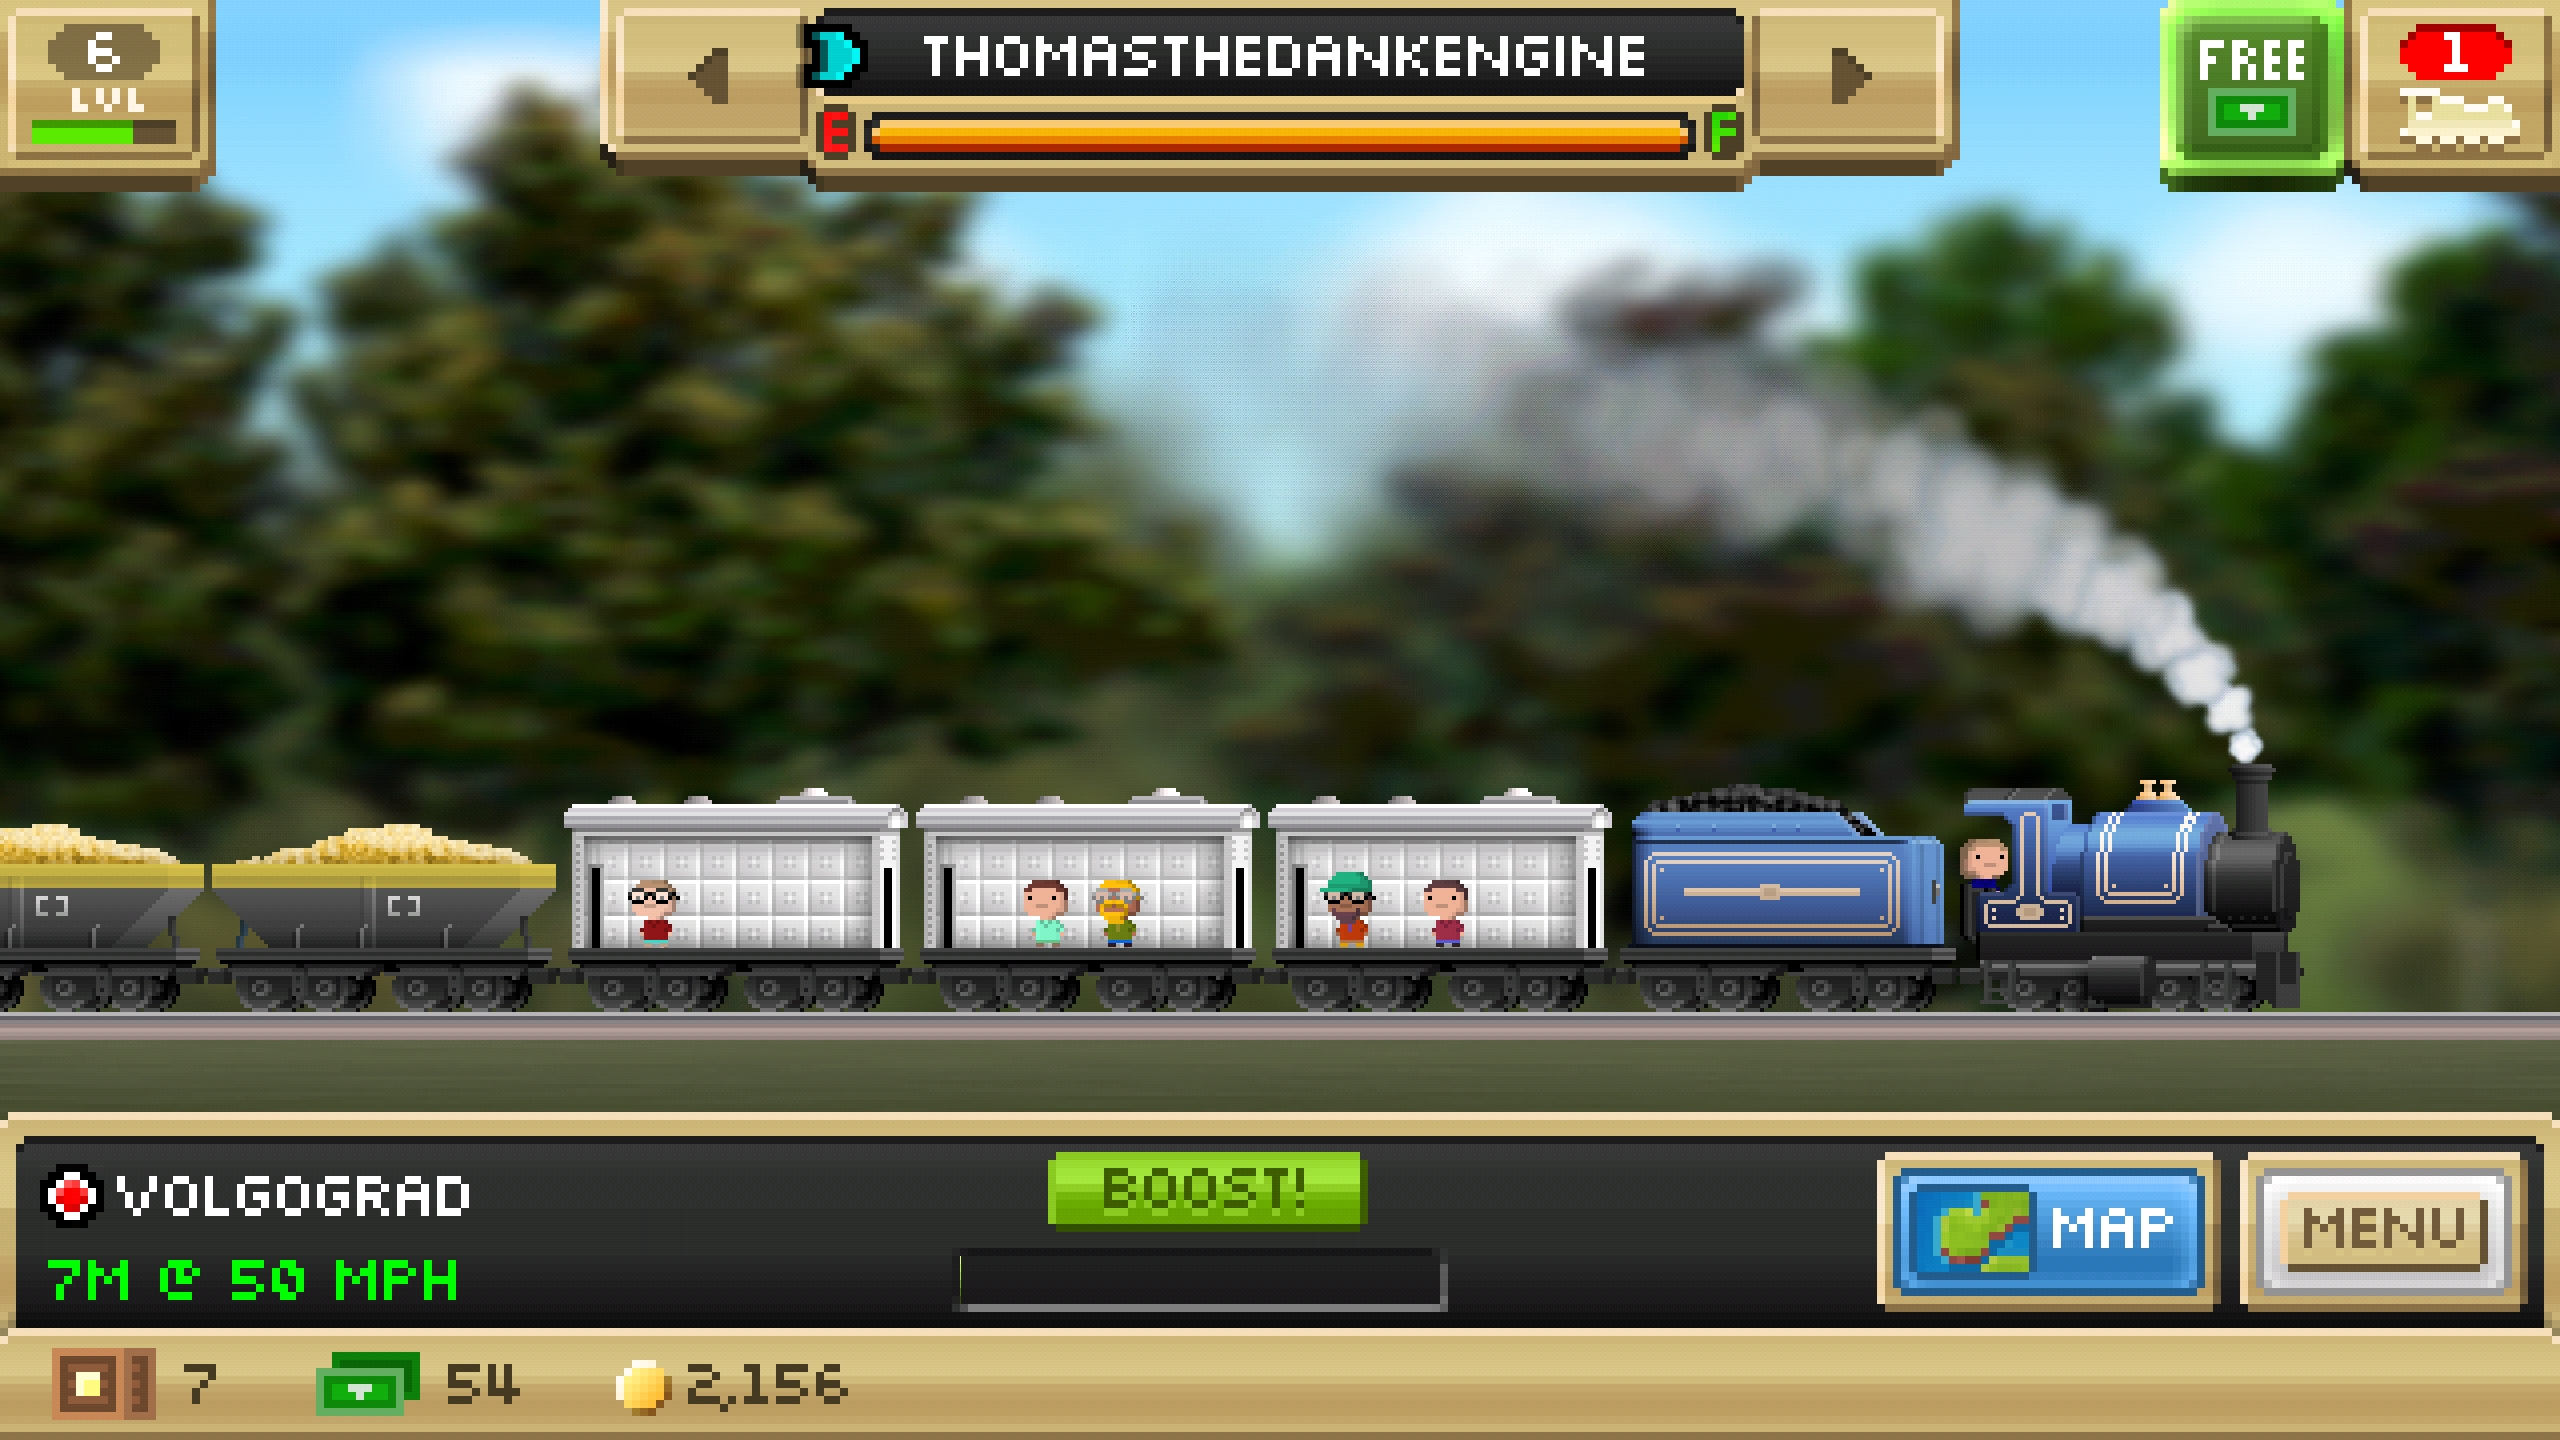 6
LVL
THOMASTHEDANKENGINE
E F
FREE
1
VOLGOGRAD
7M @ 50 MPH
BOOST!
MAP
MENU
7
54
2,156